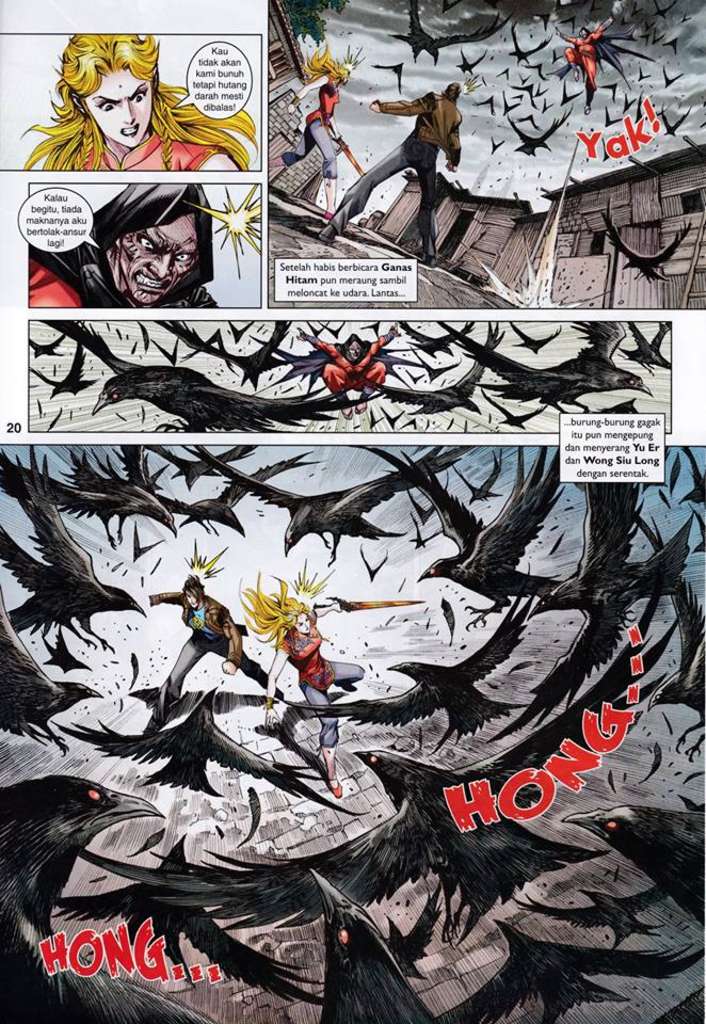 Kau
tidak akan
kami bunuh
tetapi hutang
darah mesti
dibalas!
Kalau
begitu, tiada
maknanya aku
bertolak-ansur
lagi!
Yak!
Setelah habis berbicara Ganas
Hitam pun meraung sambil
meloncat ke udara. Lantas...
...burung-burung gagak
itu pun mengepung
dan menyerang Yu Er
dan Wong Siu Long
dengan serentak.
20
HONG...
HONG...